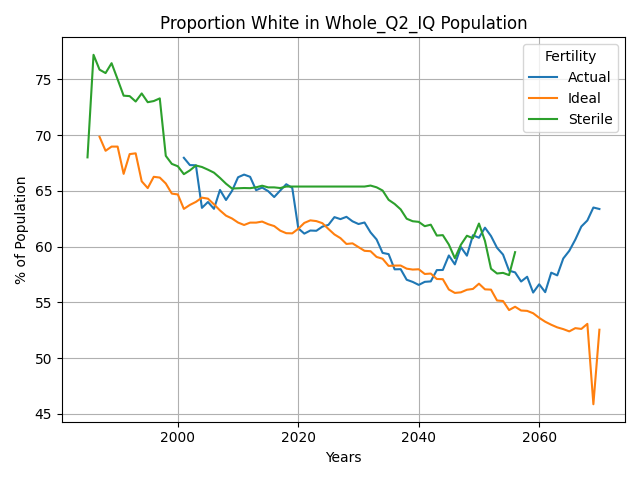 Proportion White in Whole_Q2_IQ Population
Fertility
Actual
Ideal
Sterile
% of Population
75
70
65
60
55
50
45
2000
2020
2040
2060
Years